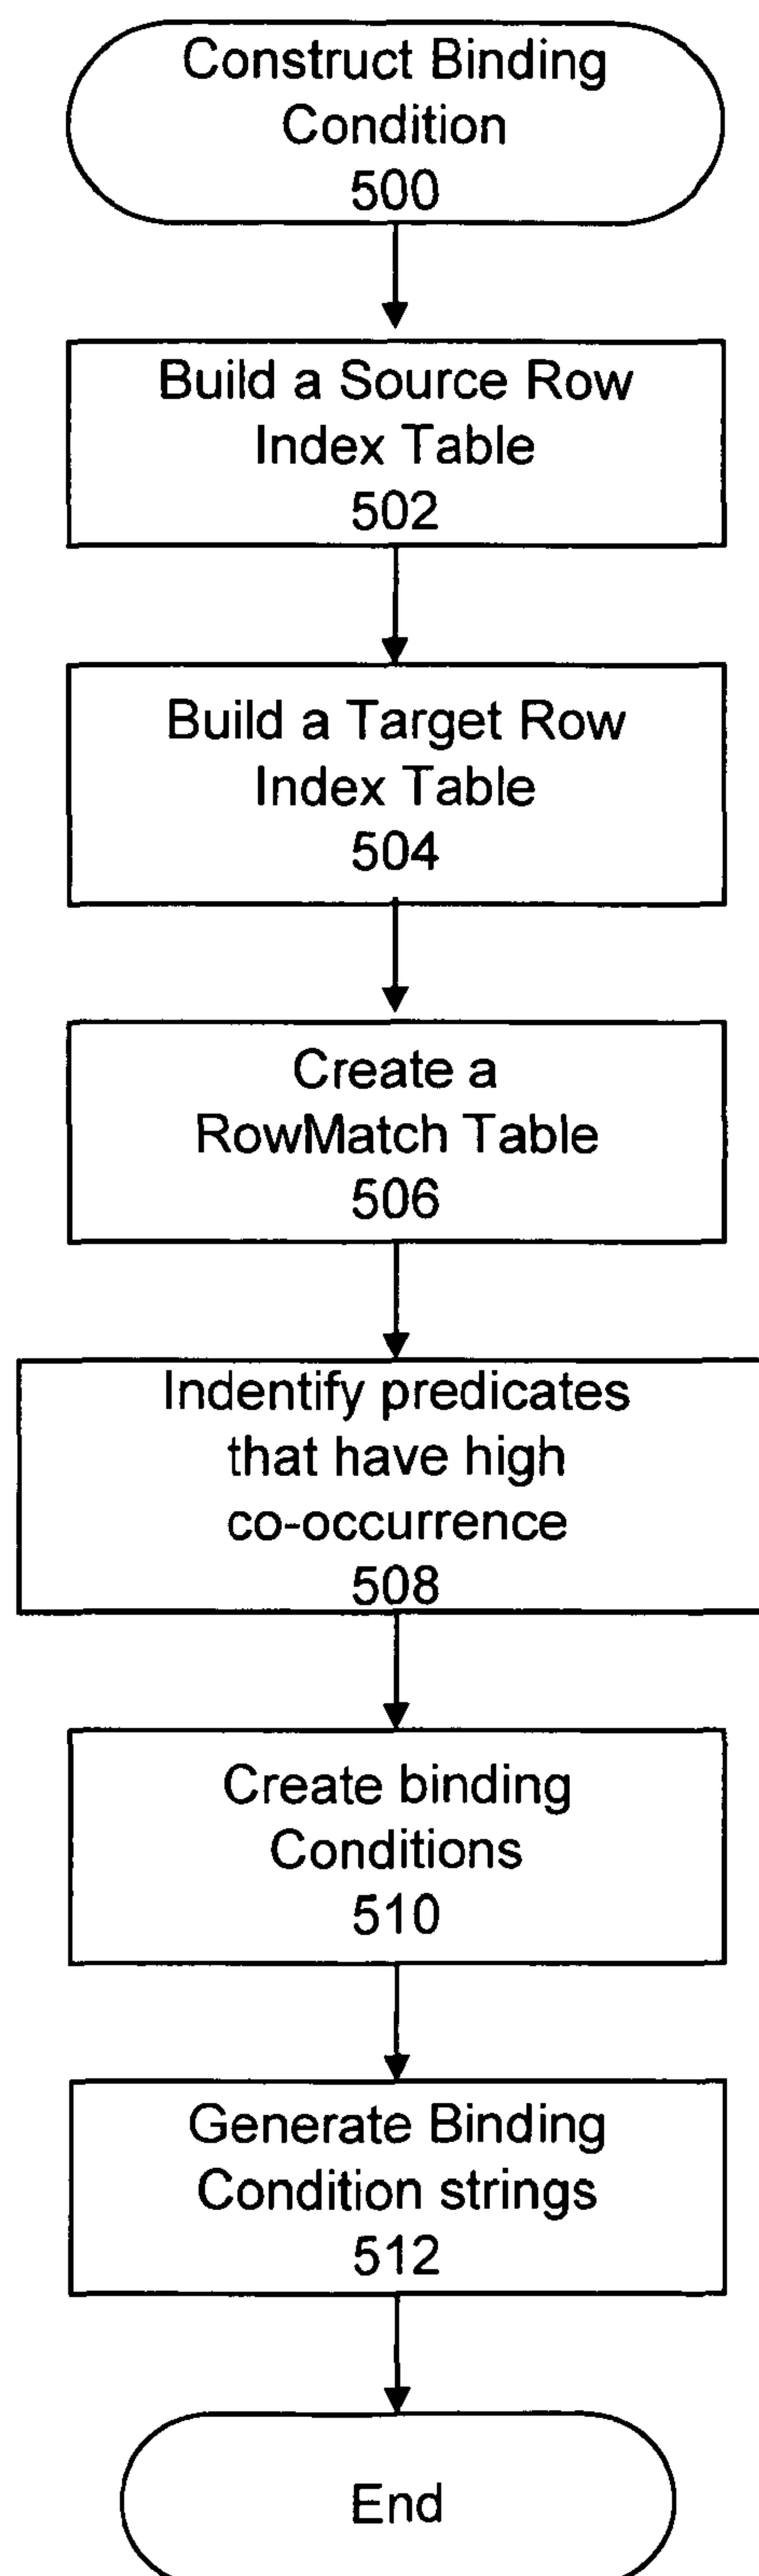 Construct Binding
Condition
500
Build a Source Row
Index Table
502
Build a Target Row
Index Table
504
Create a
RowMatch Table
506
Indentify predicates
that have high
co-occurrence
508
Create binding
Conditions
510
Generate Binding
Condition strings
512
End